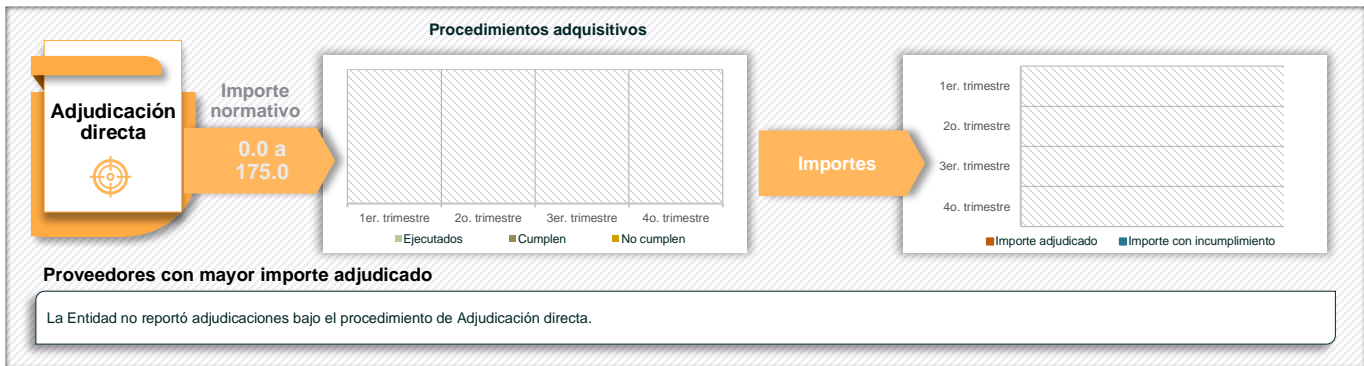 Procedimientos adquisitivos
Adjudicación
directa
Importe
normativo
0.0 a
175.0
1er. trimestre
2o. trimestre
3er. trimestre
4o. trimestre
Ejecutados
Cumplen
No cumplen
Importes
1er. trimestre
2o. trimestre
3er. trimestre
4o. trimestre
Importe adjudicado
Importe con incumplimiento
Proveedores con mayor importe adjudicado
La Entidad no reportó adjudicaciones bajo el procedimiento de Adjudicación directa.